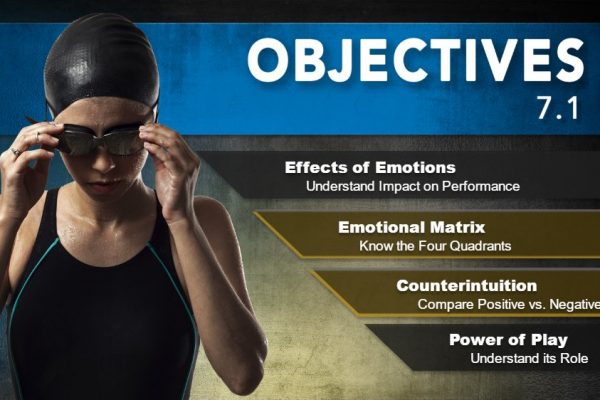 OBJECTIVES
7.1
Effects of Emotions
Understand Impact on Performance
Emotional Matrix
Know the Four Quadrants
Counterintuition
Compare Positive vs. Negative
Power of Play
Understand its Role